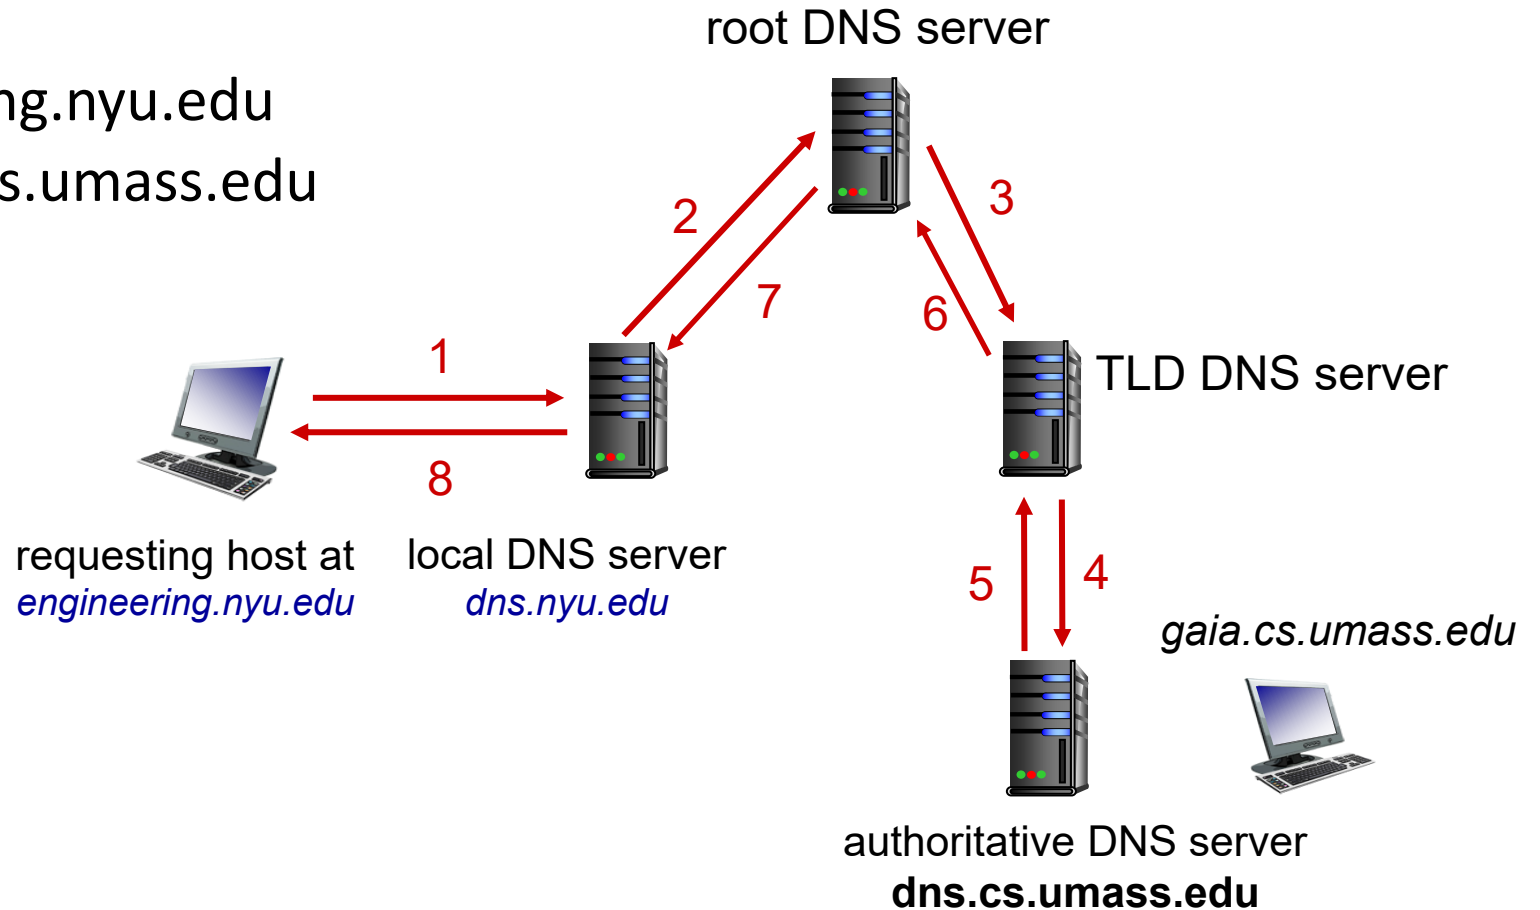 root DNS server
ng.nyu.edu
s.umass.edu
2
3
7
6
1
TLD DNS server
8
requesting host at
engineering.nyu.edu
local DNS server
dns.nyu.edu
5
4
gaia.cs.umass.edu
authoritative DNS server
dns.cs.umass.edu